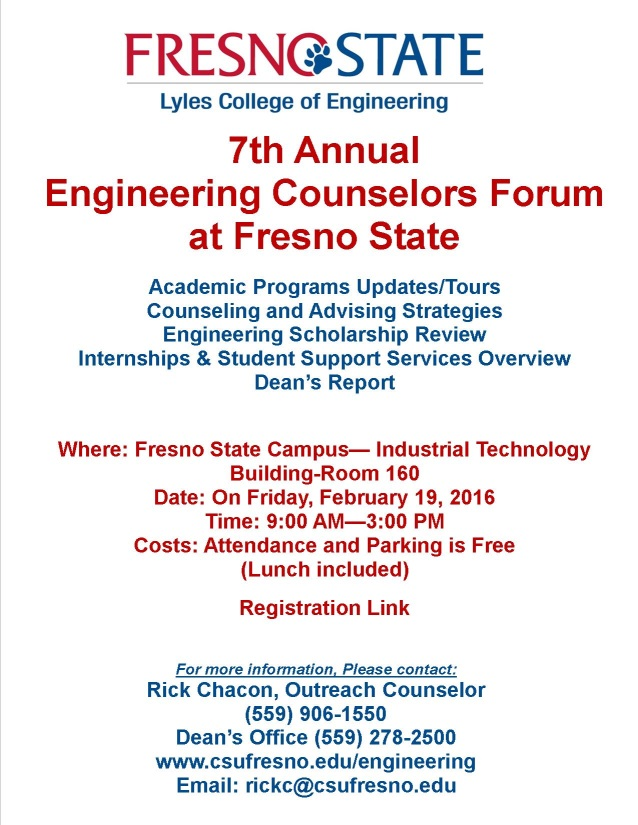 FRESNO STATE
Lyles College of Engineering
7th Annual
Engineering Counselors Forum
at Fresno State
Academic Programs Updates/Tours
Counseling and Advising Strategies
Engineering Scholarship Review
Internships & Student Support Services Overview
Dean’s Report
Where: Fresno State Campus— Industrial Technology
Building-Room 160
Date: On Friday, February 19, 2016
Time: 9:00 AM—3:00 PM
Costs: Attendance and Parking is Free
(Lunch included)
Registration Link
For more information, Please contact:
Rick Chacon, Outreach Counselor
(559) 906-1550
Dean’s Office (559) 278-2500
www.csufresno.edu/engineering
Email: rickc@csufresno.edu